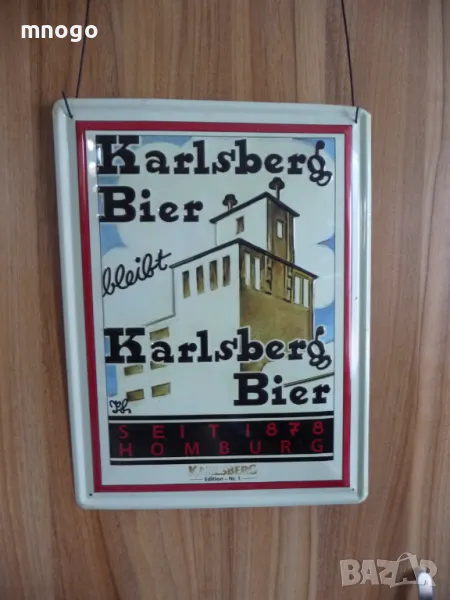 mnogo
Karlsberg
Bier
bleibt
Karlsberg
Bier
SEIT 1878
HOMBURG
KARLSBERG
Edition - Nr. 1
BAZAR